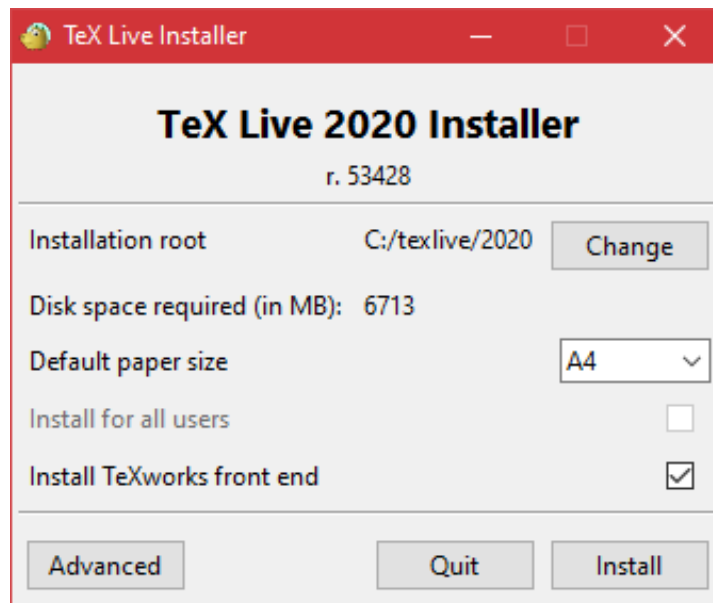 TeX Live Installer
TeX Live 2020 Installer
r. 53428
Installation root C:/texlive/2020 Change
Disk space required (in MB): 6713
Default paper size A4
Install for all users
Install TeXworks front end
Advanced Quit Install